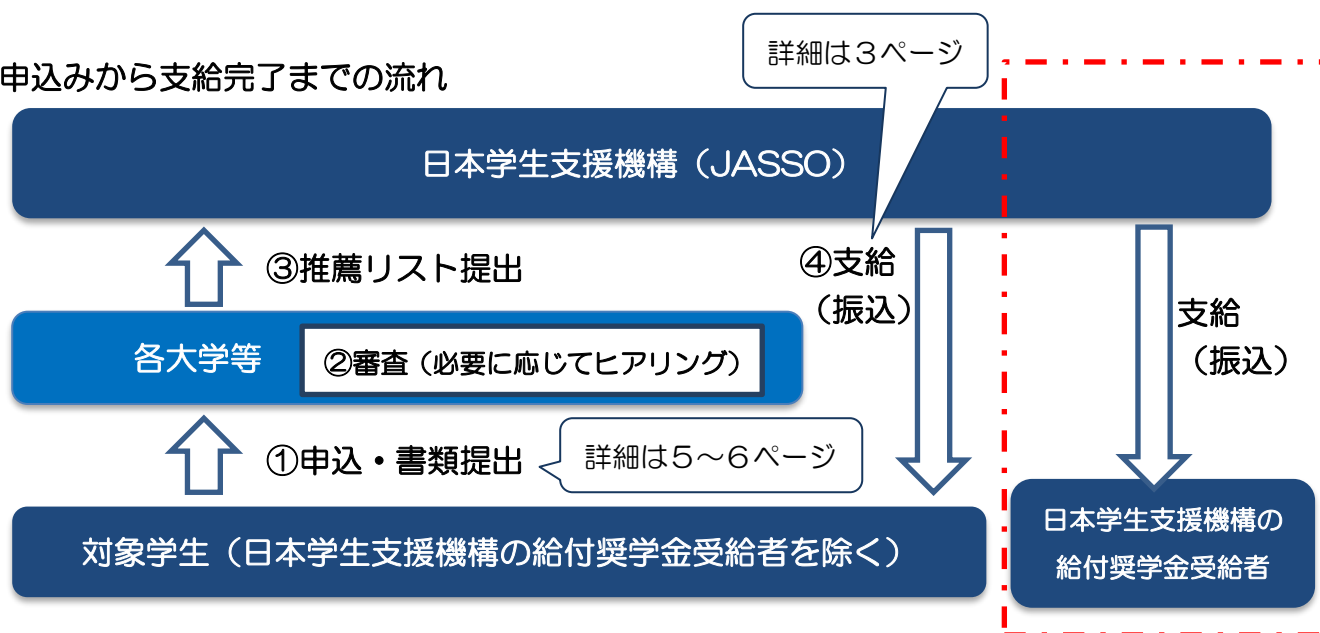 詳細は３ページ
申込みから支給完了までの流れ
日本学生支援機構（JASSO）
③推薦リスト提出
④支給
（振込）
支給
（振込）
各大学等
②審査（必要に応じてヒアリング）
①申込・書類提出
詳細は５～６ページ
対象学生（日本学生支援機構の給付奨学金受給者を除く）
日本学生支援機構の
給付奨学金受給者